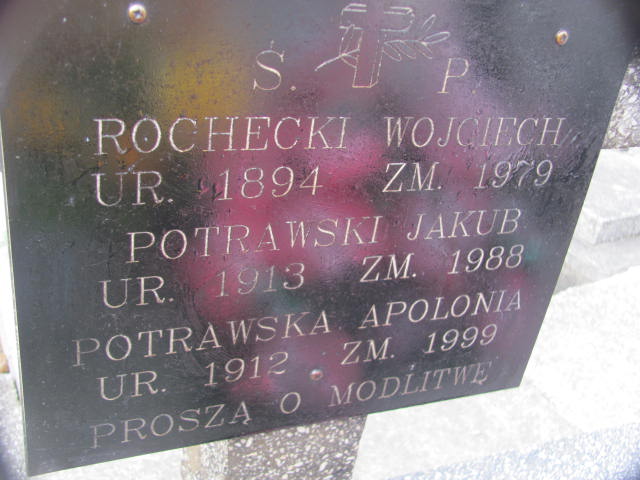 Ś. P.
ROCHECKI WOJCIECH
UR. 1894 ZM. 1979
POTRAWSKI JAKUB
UR. 1913 ZM. 1988
POTRAWSKA APOLONIA
UR. 1912 ZM. 1999
PROSZĄ O MODLITWĘ